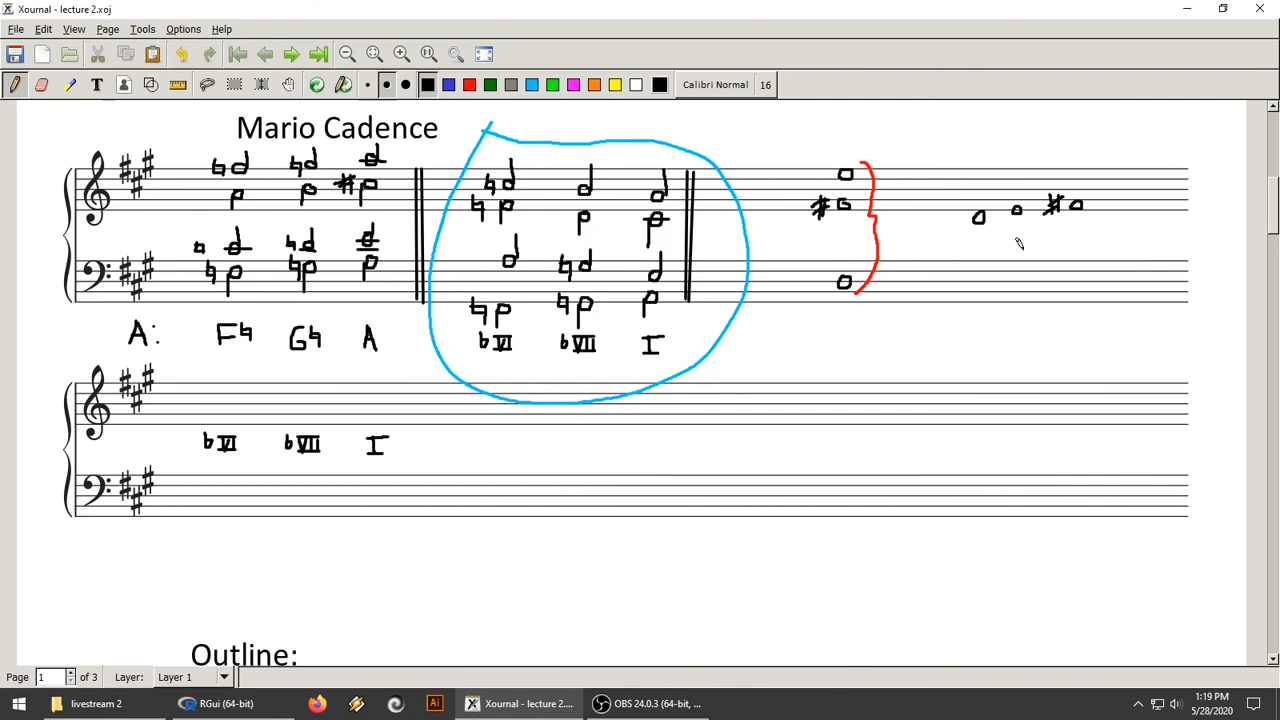 Xournal - lecture 2.xoj
File Edit View Page Tools Options Help
Calibri Normal 16
Mario Cadence
A: F♮ G♮ A ♭VI ♭VII I
♭VI ♭VII I
Outline:
Page 1 of 3 Layer: Layer 1
livestream 2 RGui (64-bit) Ai Xournal - lecture 2.... OBS 24.0.3 (64-bit, ...
1:19 PM
5/28/2020